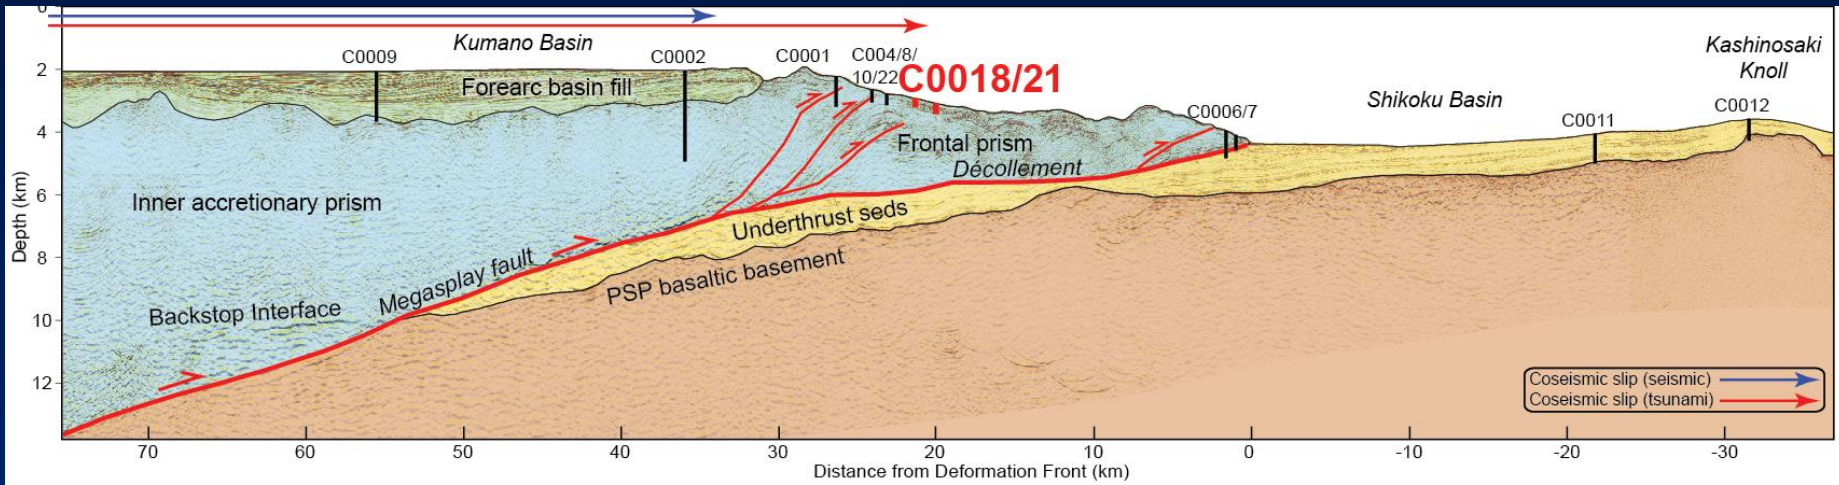 0
2
4
6
8
10
12
Depth (km)
Kumano Basin
C0009
C0002
C0001
C004/8/
10/22
C0018/21
Forearc basin fill
Frontal prism
Décollement
C0006/7
Shikoku Basin
C0011
C0012
Kashinosaki
Knoll
Inner accretionary prism
Underthrust seds
PSP basaltic basement
Megasplay fault
Backstop Interface
Coseismic slip (seismic)
Coseismic slip (tsunami)
70 60 50 40 30 20 10 0 -10 -20 -30
Distance from Deformation Front (km)